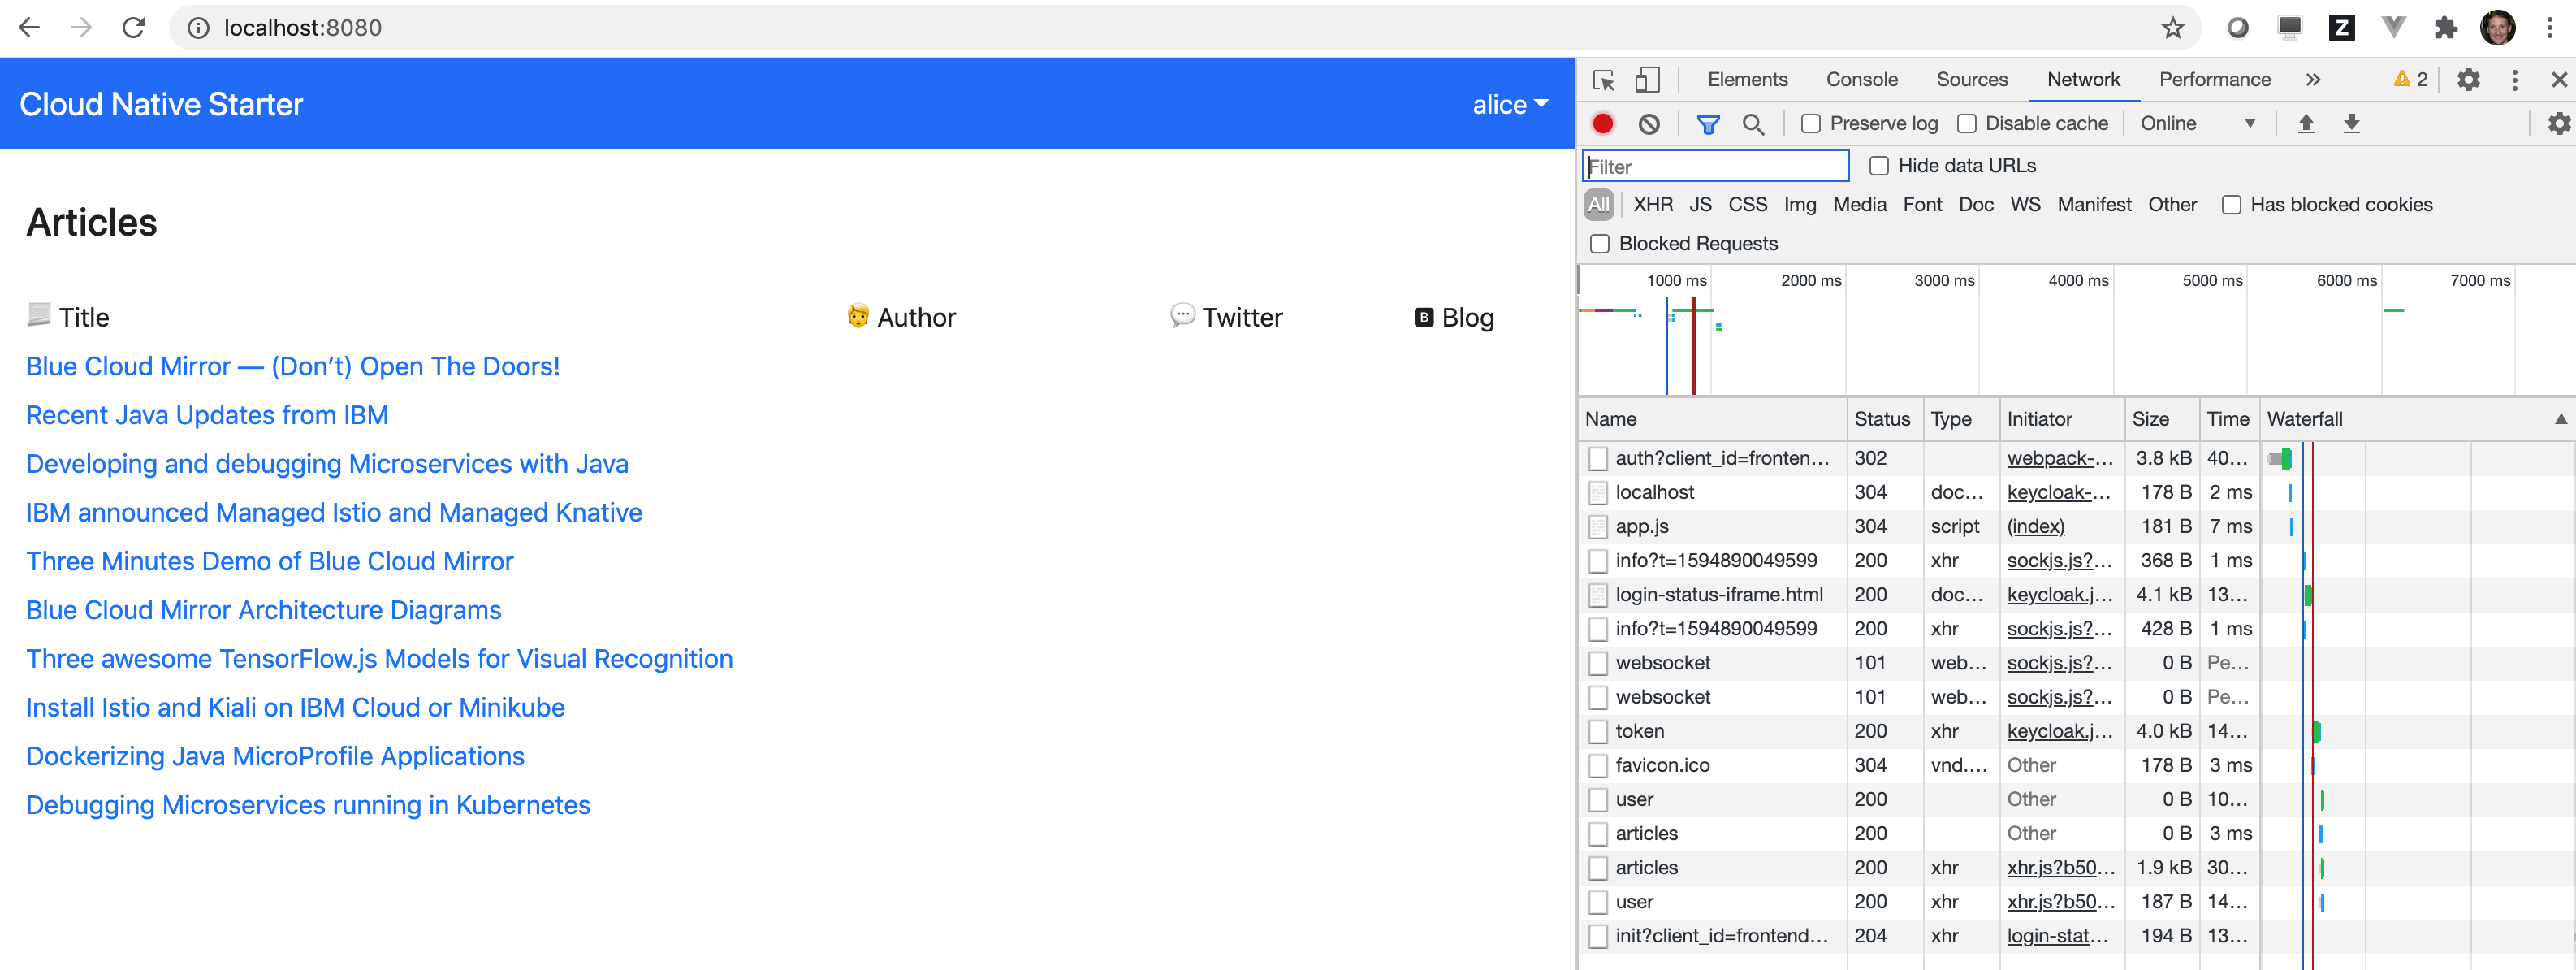 localhost:8080
Cloud Native Starter
alice
Articles
Title Author Twitter B Blog
Blue Cloud Mirror — (Don’t) Open The Doors!
Recent Java Updates from IBM
Developing and debugging Microservices with Java
IBM announced Managed Istio and Managed Knative
Three Minutes Demo of Blue Cloud Mirror
Blue Cloud Mirror Architecture Diagrams
Three awesome TensorFlow.js Models for Visual Recognition
Install Istio and Kiali on IBM Cloud or Minikube
Dockerizing Java MicroProfile Applications
Debugging Microservices running in Kubernetes
Elements Console Sources Network Performance » 2
Preserve log Disable cache Online
Filter Hide data URLs
All XHR JS CSS Img Media Font Doc WS Manifest Other Has blocked cookies
Blocked Requests
1000 ms 2000 ms 3000 ms 4000 ms 5000 ms 6000 ms 7000 ms
Name Status Type Initiator Size Time Waterfall
auth?client_id=fronten... 302 webpack-... 3.8 kB 40...
localhost 304 doc... keycloak-... 178 B 2 ms
app.js 304 script (index) 181 B 7 ms
info?t=1594890049599 200 xhr sockjs.js?... 368 B 1 ms
login-status-iframe.html 200 doc... keycloak.j... 4.1 kB 13...
info?t=1594890049599 200 xhr sockjs.js?... 428 B 1 ms
websocket 101 web... sockjs.js?... 0 B Pe...
websocket 101 web... sockjs.js?... 0 B Pe...
token 200 xhr keycloak.j... 4.0 kB 14...
favicon.ico 304 vnd.... Other 178 B 3 ms
user 200 Other 0 B 10...
articles 200 Other 0 B 3 ms
articles 200 xhr xhr.js?b50... 1.9 kB 30...
user 200 xhr xhr.js?b50... 187 B 14...
init?client_id=frontend... 204 xhr login-stat... 194 B 13...